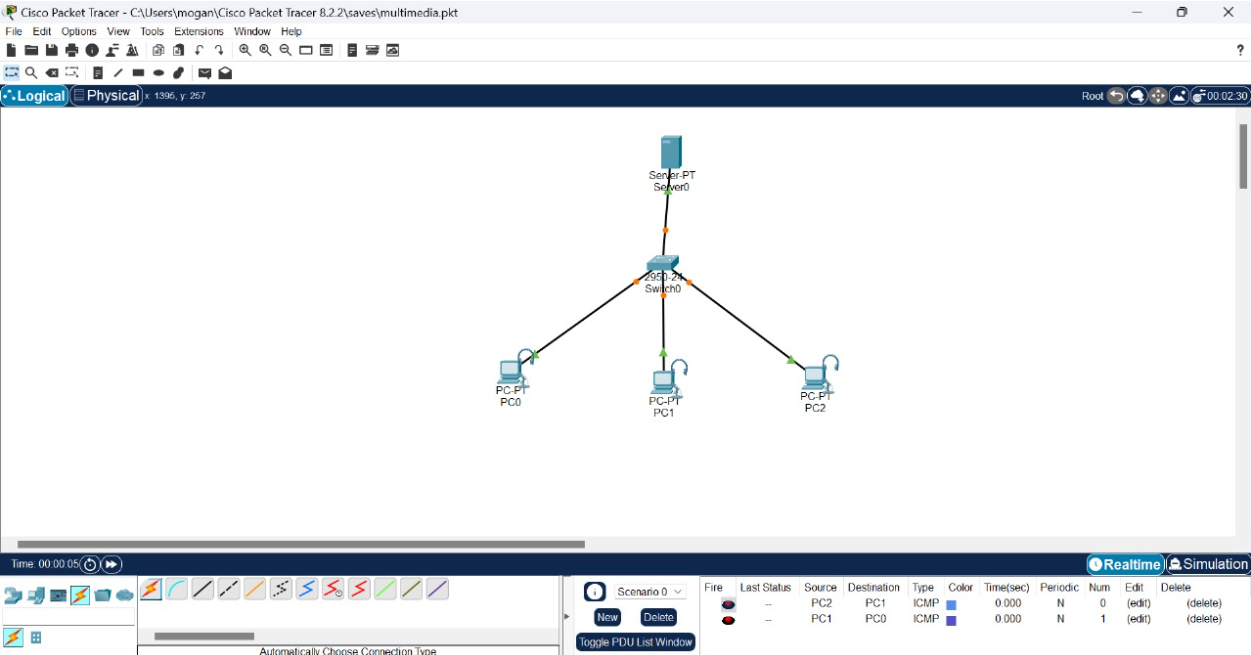 Cisco Packet Tracer - C:\Users\mogan\Cisco Packet Tracer 8.2.2\saves\multimedia.pkt
File Edit Options View Tools Extensions Window Help
?
Logical Physical x: 1395, y: 257 Root 00:02:30
Server-PT
Server0
2950-24
Switch0
PC-PT
PC0
PC-PT
PC1
PC-PT
PC2
Time: 00:00:05 Realtime Simulation
Scenario 0
New Delete
Toggle PDU List Window
Fire Last Status Source Destination Type Color Time(sec) Periodic Num Edit Delete
-- PC2 PC1 ICMP 0.000 N 0 (edit) (delete)
-- PC1 PC0 ICMP 0.000 N 1 (edit) (delete)
Automatically Choose Connection Type